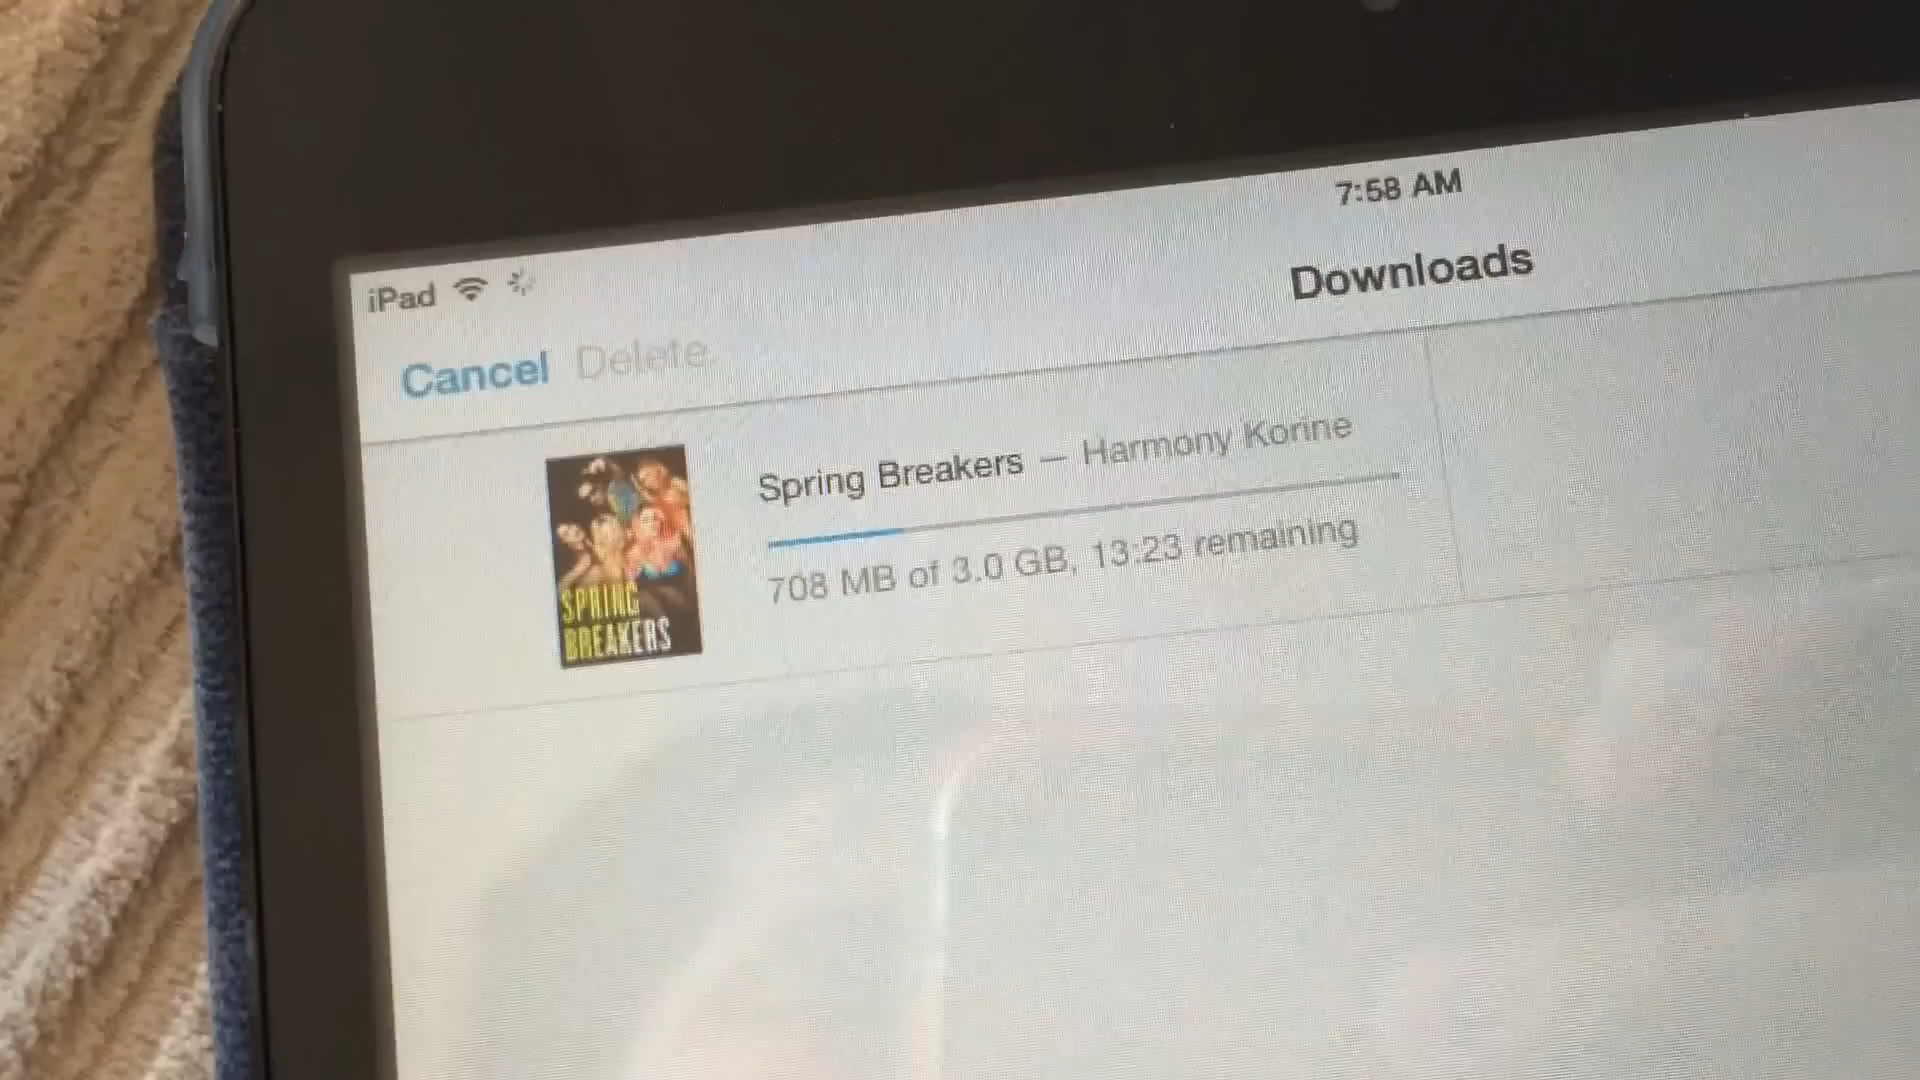 7:58 AM
iPad
Downloads
Cancel Delete
Spring Breakers — Harmony Korine
708 MB of 3.0 GB, 13:23 remaining
SPRING
BREAKERS